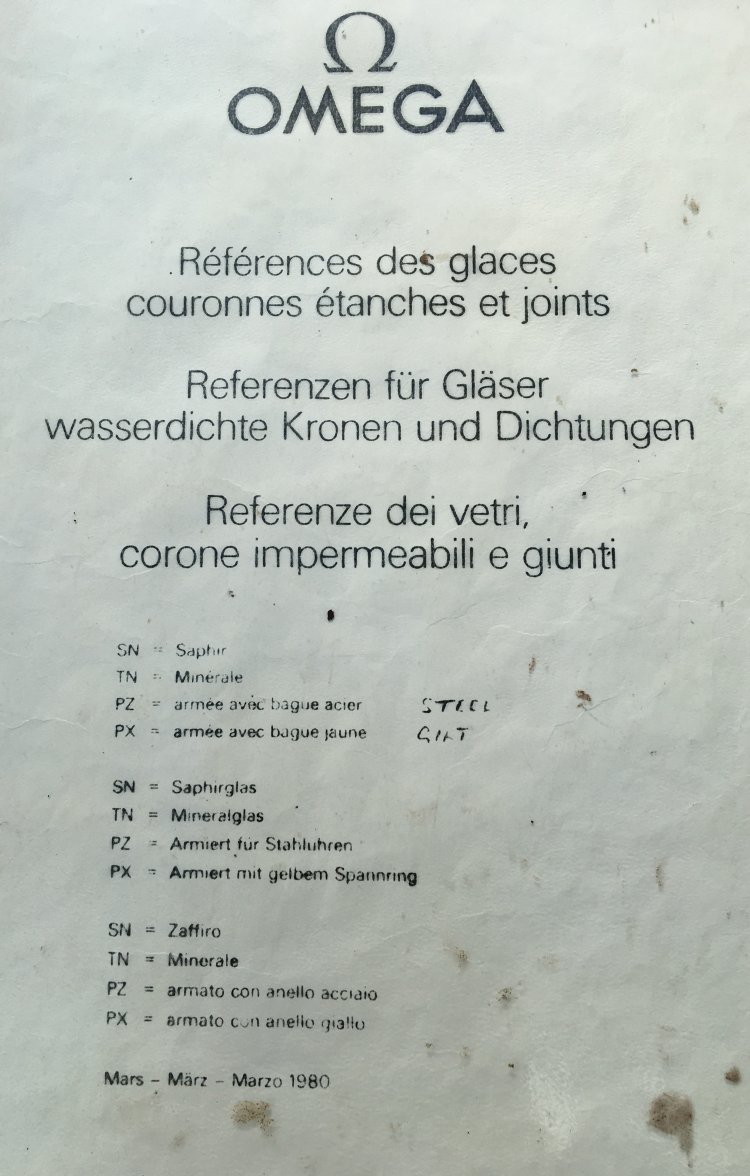 Ω
OMEGA
Références des glaces
couronnes étanches et joints
Referenzen für Gläser
wasserdichte Kronen und Dichtungen
Referenze dei vetri,
corone impermeabili e giunti
SN = Saphir
TN = Minérale
PZ = armée avec bague acier STEEL
PX = armée avec bague jaune GILT
SN = Saphirglas
TN = Mineralglas
PZ = Armiert für Stahluhren
PX = Armiert mit gelbem Spannring
SN = Zaffiro
TN = Minerale
PZ = armato con anello acciaio
PX = armato con anello giallo
Mars – März – Marzo 1980